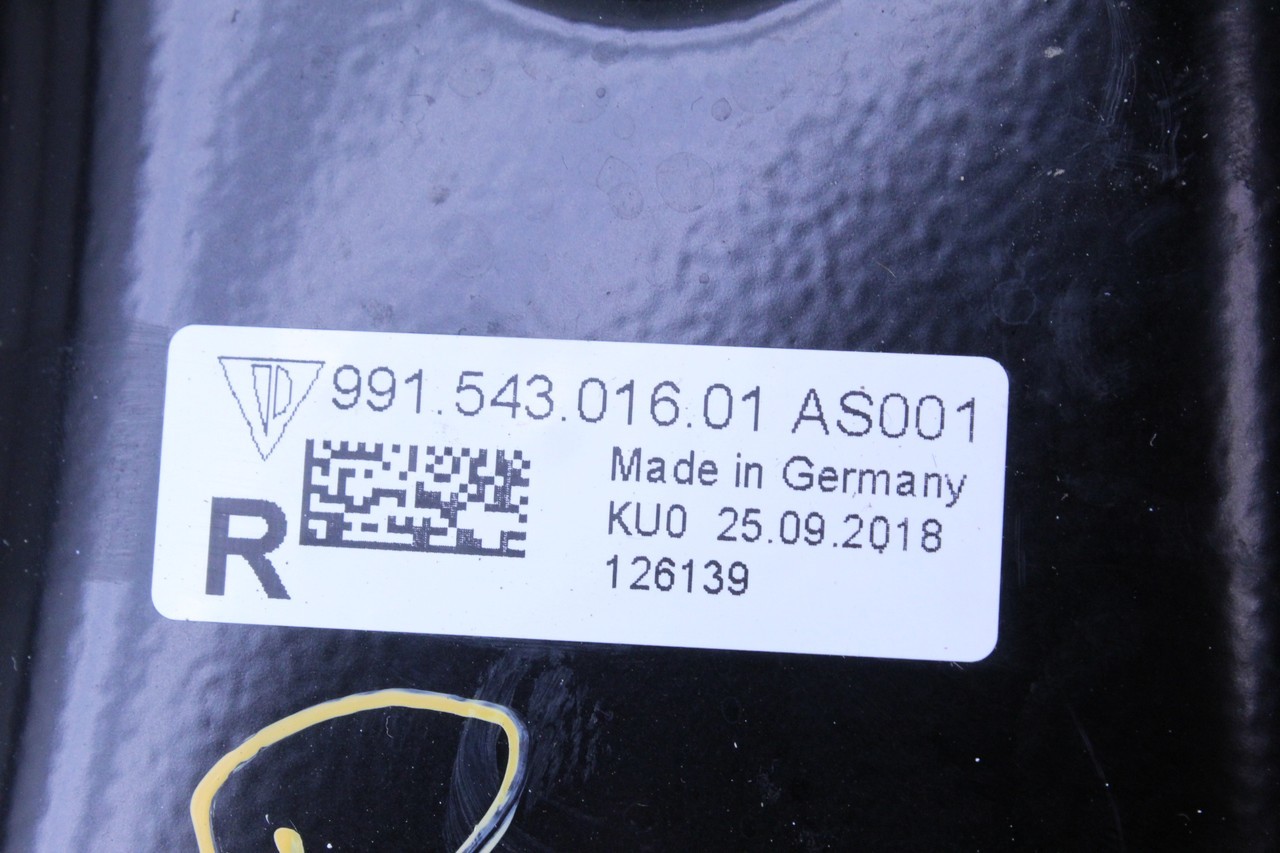 991.543.016.01 AS001
Made in Germany
KU0 25.09.2018
126139
R